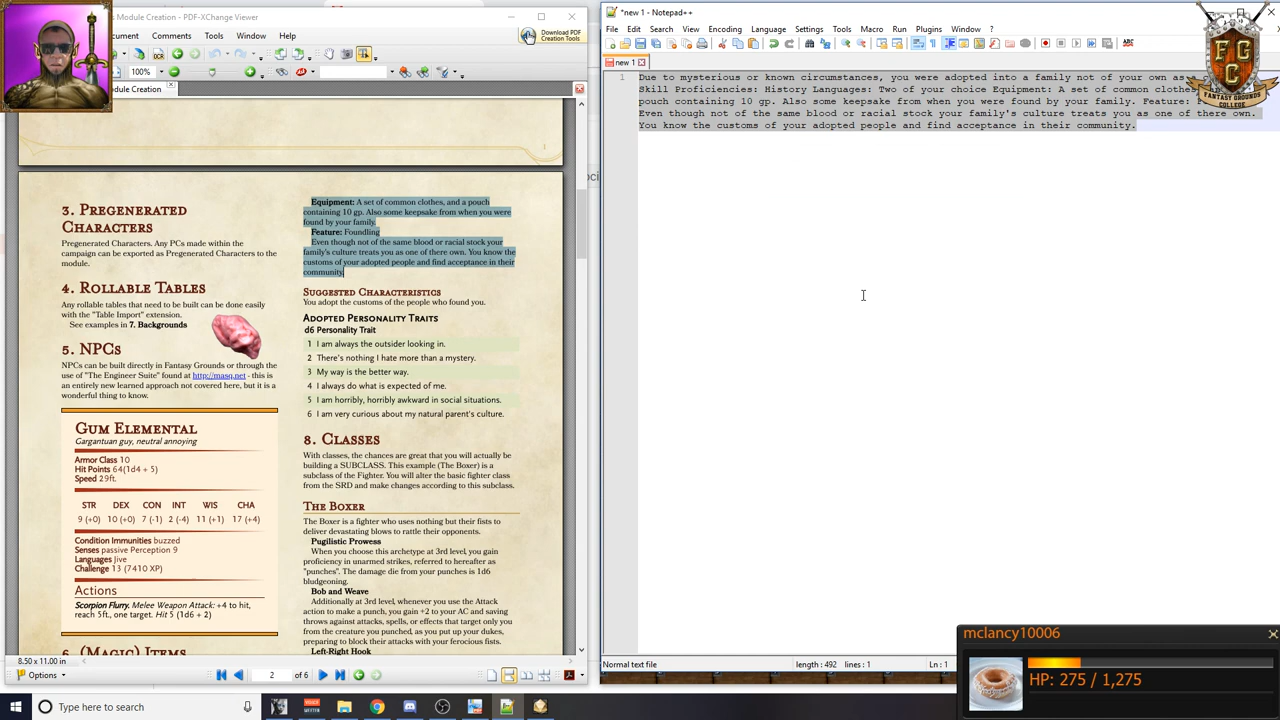 s Module Creation - PDF-XChange Viewer
cument Comments Tools Window Help
Download PDF
Creation Tools
OCR
100%
dule Creation
1
3. Pregenerated
Characters
Pregenerated Characters. Any PCs made within the
campaign can be exported as Pregenerated Characters to the
module.
4. Rollable Tables
Any rollable tables that need to be built can be done easily
with the "Table Import" extension.
See examples in 7. Backgrounds
5. NPCs
NPCs can be built directly in Fantasy Grounds or through the
use of "The Engineer Suite" found at http://masq.net - this is
an entirely new learned approach not covered here, but it is a
wonderful thing to know.
Gum Elemental
Gargantuan guy, neutral annoying
Armor Class 10
Hit Points 64(1d4 + 5)
Speed 29ft.
STR DEX CON INT WIS CHA
9 (+0) 10 (+0) 7 (-1) 2 (-4) 11 (+1) 17 (+4)
Condition Immunities buzzed
Senses passive Perception 9
Languages Jive
Challenge 13 (7410 XP)
Actions
Scorpion Flurry. Melee Weapon Attack: +4 to hit,
reach 5ft., one target. Hit 5 (1d6 + 2)
6. (Magic) Items
Equipment: A set of common clothes, and a pouch
containing 10 gp. Also some keepsake from when you were
found by your family.
Feature: Foundling
Even though not of the same blood or racial stock your
family's culture treats you as one of there own. You know the
customs of your adopted people and find acceptance in their
community.
Suggested Characteristics
You adopt the customs of the people who found you.
Adopted Personality Traits
d6 Personality Trait
1 I am always the outsider looking in.
2 There's nothing I hate more than a mystery.
3 My way is the better way.
4 I always do what is expected of me.
5 I am horribly, horribly awkward in social situations.
6 I am very curious about my natural parent's culture.
8. Classes
With classes, the chances are great that you will actually be
building a SUBCLASS. This example (The Boxer) is a
subclass of the Fighter. You will alter the basic fighter class
from the SRD and make changes according to this subclass.
The Boxer
The Boxer is a fighter who uses nothing but their fists to
deliver devastating blows to rattle their opponents.
Pugilistic Prowess
When you choose this archetype at 3rd level, you gain
proficiency in unarmed strikes, referred to hereafter as
"punches". The damage die from your punches is 1d6
bludgeoning.
Bob and Weave
Additionally at 3rd level, whenever you use the Attack
action to make a punch, you gain +2 to your AC and saving
throws against attacks, spells, or effects that target only you
from the creature you punched, as you put up your dukes,
preparing to block their attacks with your ferocious fists.
Left-Right Hook
8.50 x 11.00 in
Options
2 of 6
oci
*new 1 - Notepad++
File Edit Search View Encoding Language Settings Tools Macro Run Plugins Window ?
ABC
new 1
1 Due to mysterious or known circumstances, you were adopted into a family not of your own as
Skill Proficiencies: History Languages: Two of your choice Equipment: A set of common clothes
pouch containing 10 gp. Also some keepsake from when you were found by your family. Feature: F
Even though not of the same blood or racial stock your family's culture treats you as one of there own.
You know the customs of your adopted people and find acceptance in their community.
FGC
FANTASY GROUNDS
COLLEGE
Normal text file length : 492 lines : 1 Ln : 1
mclancy10006
HP: 275 / 1,275
Type here to search